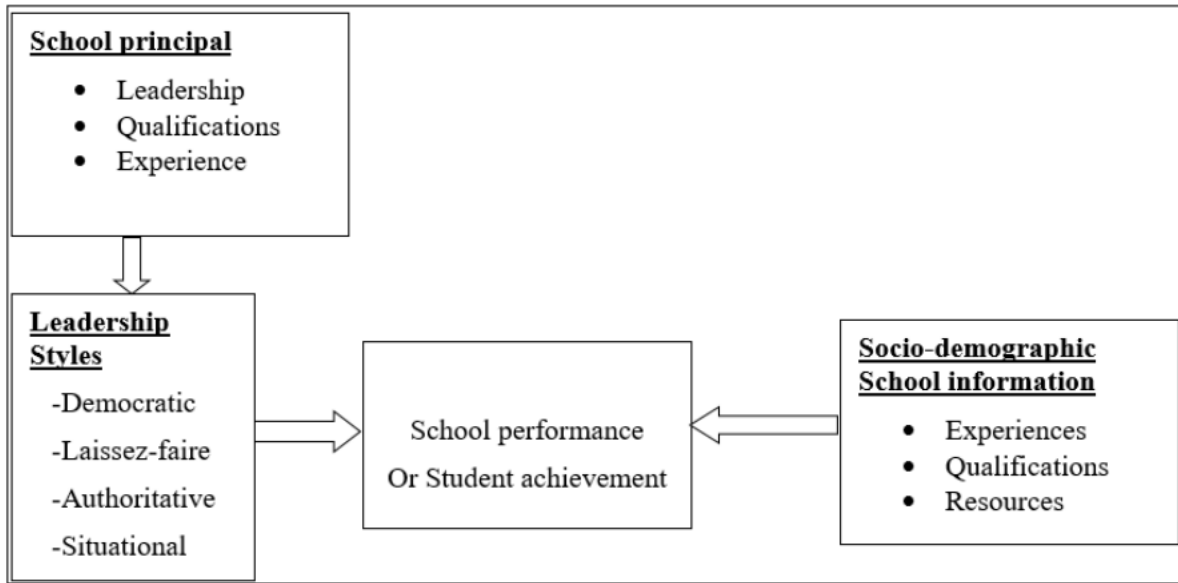 School principal
• Leadership
• Qualifications
• Experience
Leadership
Styles
-Democratic
-Laissez-faire
-Authoritative
-Situational
School performance
Or Student achievement
Socio-demographic
School information
• Experiences
• Qualifications
• Resources